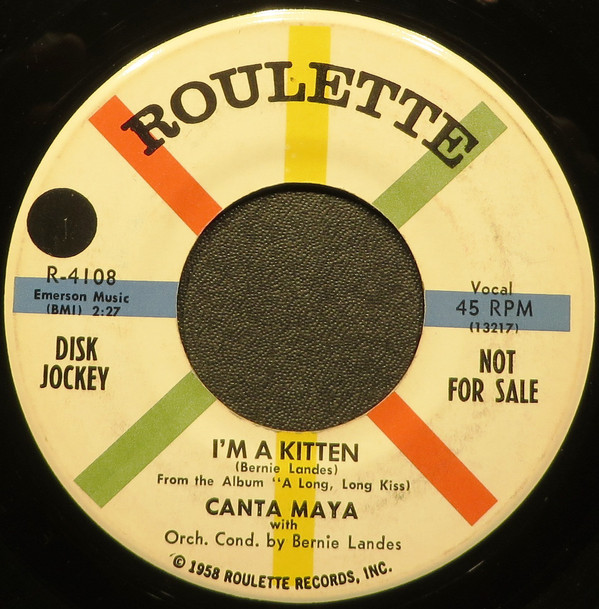 ROULETTE
R-4108
Emerson Music
(BMI) 2:27
DISK
JOCKEY
Vocal
45 RPM
(13217)
NOT
FOR SALE
I'M A KITTEN
(Bernie Landes)
From the Album "A Long, Long Kiss)
CANTA MAYA
with
Orch. Cond. by Bernie Landes
© 1958 ROULETTE RECORDS, INC.